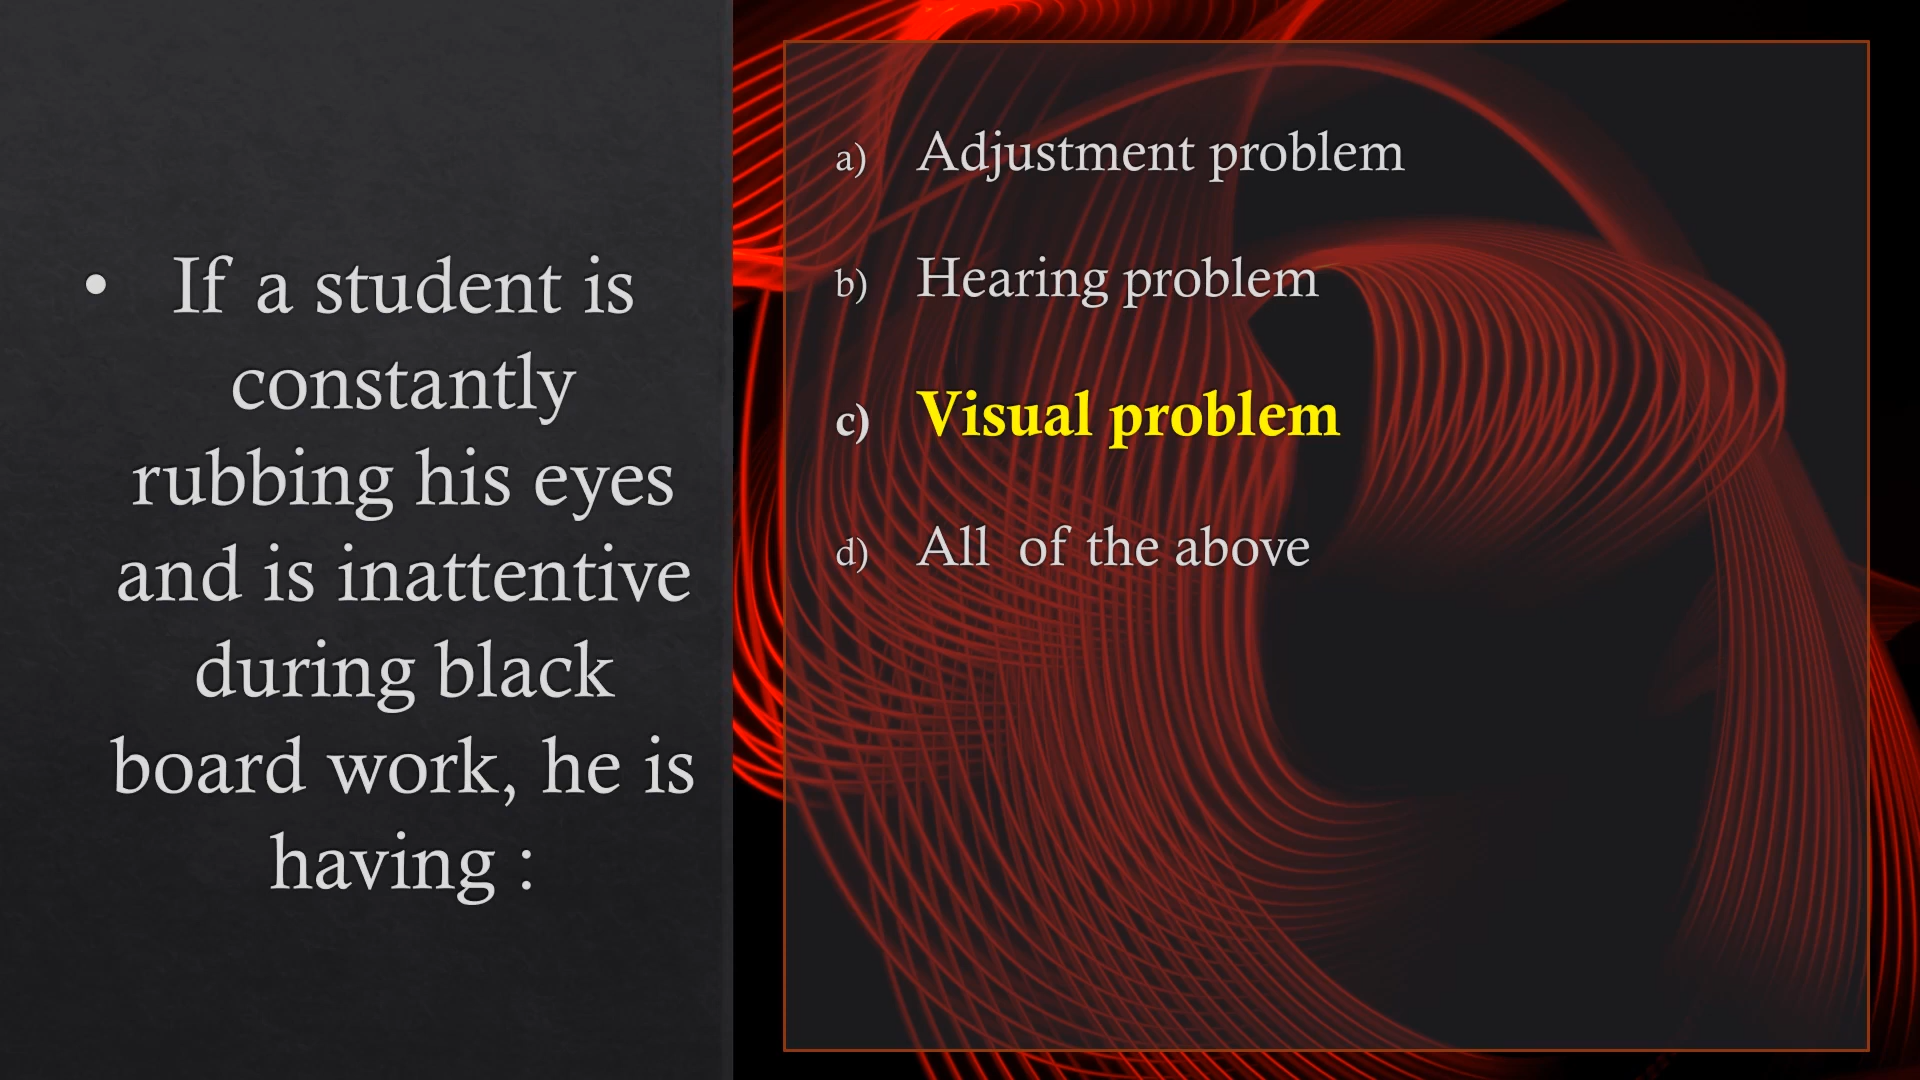 • If a student is
constantly
rubbing his eyes
and is inattentive
during black
board work, he is
having :
a) Adjustment problem
b) Hearing problem
c) Visual problem
d) All of the above